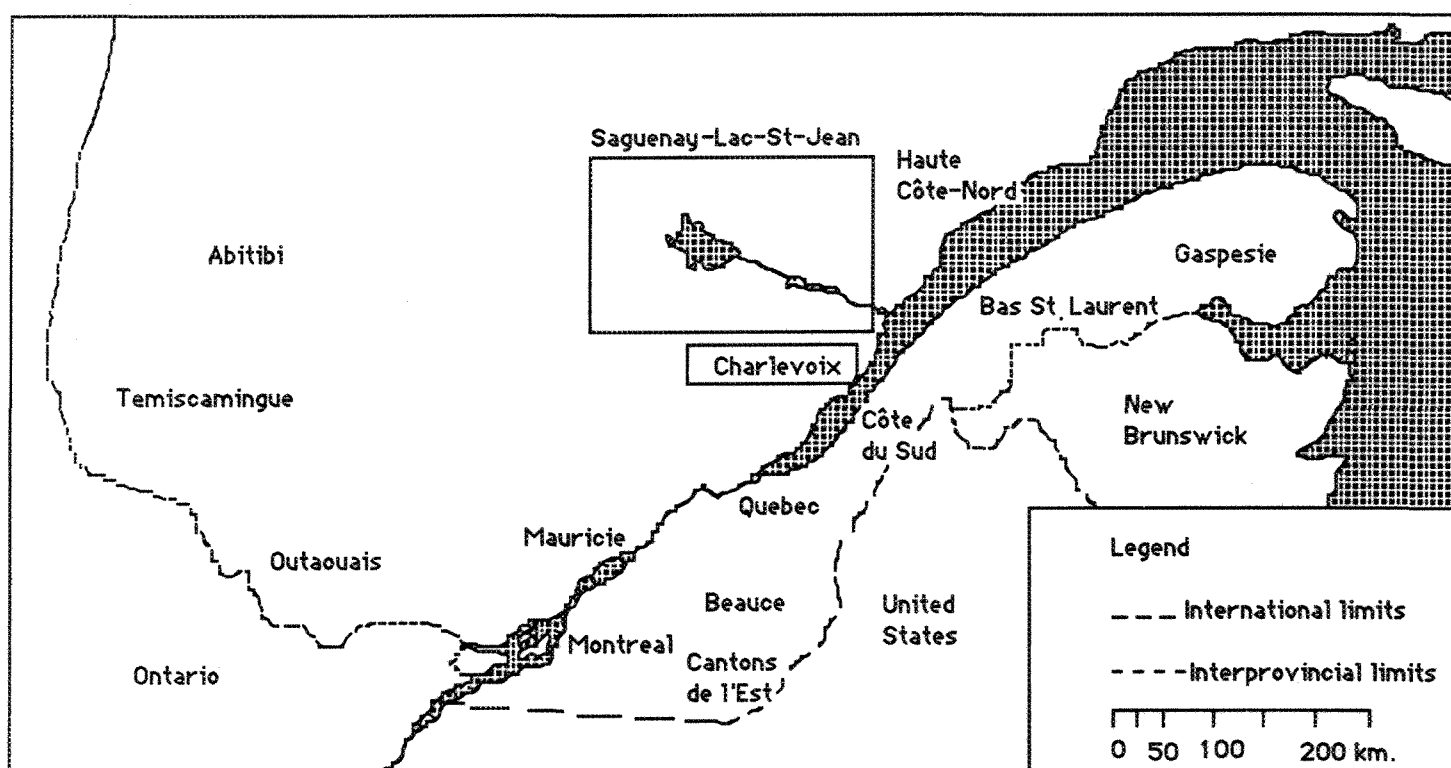 Saguenay-Lac-St-Jean
Haute
Côte-Nord
Abitibi
Gaspesie
Bas St. Laurent
Charlevoix
Temiscamingue
New
Brunswick
Côte
du Sud
Quebec
Mauricie
Outaouais
Legend
Beauce
United
States
International limits
Montreal
Ontario
Cantons
de l'Est
Interprovincial limits
0 50 100 200 km.